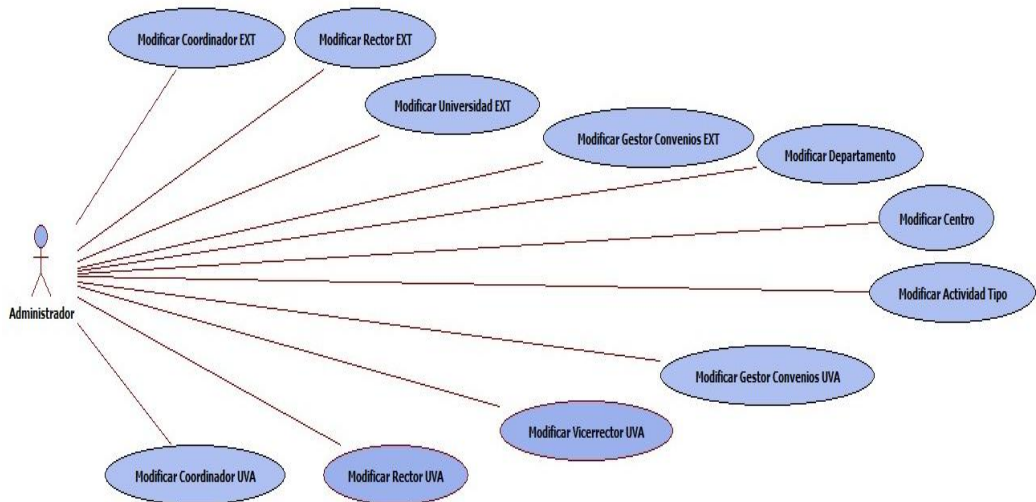 Modificar Coordinador EXT
Modificar Rector EXT
Modificar Universidad EXT
Modificar Gestor Convenios EXT
Modificar Departamento
Modificar Centro
Modificar Actividad Tipo
Administrador
Modificar Gestor Convenios UVA
Modificar Vicerrector UVA
Modificar Coordinador UVA
Modificar Rector UVA